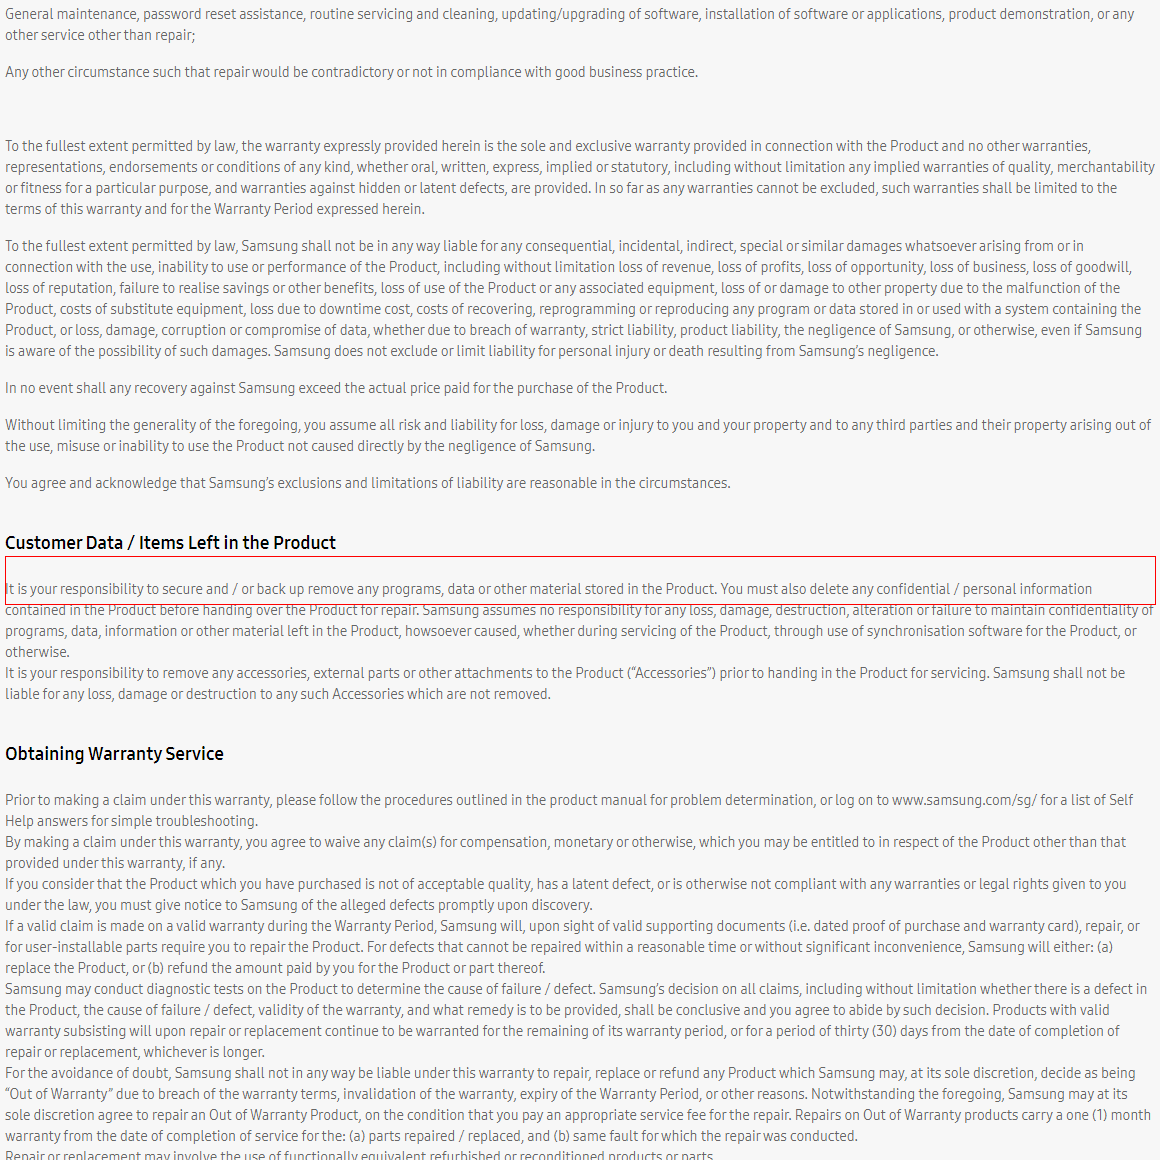 General maintenance, password reset assistance, routine servicing and cleaning, updating/upgrading of software, installation of software or applications, product demonstration, or any
other service other than repair;
Any other circumstance such that repair would be contradictory or not in compliance with good business practice.
To the fullest extent permitted by law, the warranty expressly provided herein is the sole and exclusive warranty provided in connection with the Product and no other warranties,
representations, endorsements or conditions of any kind, whether oral, written, express, implied or statutory, including without limitation any implied warranties of quality, merchantability
or fitness for a particular purpose, and warranties against hidden or latent defects, are provided. In so far as any warranties cannot be excluded, such warranties shall be limited to the
terms of this warranty and for the Warranty Period expressed herein.
To the fullest extent permitted by law, Samsung shall not be in any way liable for any consequential, incidental, indirect, special or similar damages whatsoever arising from or in
connection with the use, inability to use or performance of the Product, including without limitation loss of revenue, loss of profits, loss of opportunity, loss of business, loss of goodwill,
loss of reputation, failure to realise savings or other benefits, loss of use of the Product or any associated equipment, loss of or damage to other property due to the malfunction of the
Product, costs of substitute equipment, loss due to downtime cost, costs of recovering, reprogramming or reproducing any program or data stored in or used with a system containing the
Product, or loss, damage, corruption or compromise of data, whether due to breach of warranty, strict liability, product liability, the negligence of Samsung, or otherwise, even if Samsung
is aware of the possibility of such damages. Samsung does not exclude or limit liability for personal injury or death resulting from Samsung's negligence.
In no event shall any recovery against Samsung exceed the actual price paid for the purchase of the Product.
Without limiting the generality of the foregoing, you assume all risk and liability for loss, damage or injury to you and your property and to any third parties and their property arising out of
the use, misuse or inability to use the Product not caused directly by the negligence of Samsung.
You agree and acknowledge that Samsung's exclusions and limitations of liability are reasonable in the circumstances.
Customer Data / Items Left in the Product
It is your responsibility to secure and / or back up remove any programs, data or other material stored in the Product. You must also delete any confidential / personal information
contained in the Product before handing over the Product for repair. Samsung assumes no responsibility for any loss, damage, destruction, alteration or failure to maintain confidentiality of
programs, data, information or other material left in the Product, howsoever caused, whether during servicing of the Product, through use of synchronisation software for the Product, or
otherwise.
It is your responsibility to remove any accessories, external parts or other attachments to the Product (“Accessories”) prior to handing in the Product for servicing. Samsung shall not be
liable for any loss, damage or destruction to any such Accessories which are not removed.
Obtaining Warranty Service
Prior to making a claim under this warranty, please follow the procedures outlined in the product manual for problem determination, or log on to www.samsung.com/sg/ for a list of Self
Help answers for simple troubleshooting.
By making a claim under this warranty, you agree to waive any claim(s) for compensation, monetary or otherwise, which you may be entitled to in respect of the Product other than that
provided under this warranty, if any.
If you consider that the Product which you have purchased is not of acceptable quality, has a latent defect, or is otherwise not compliant with any warranties or legal rights given to you
under the law, you must give notice to Samsung of the alleged defects promptly upon discovery.
If a valid claim is made on a valid warranty during the Warranty Period, Samsung will, upon sight of valid supporting documents (i.e. dated proof of purchase and warranty card), repair, or
for user-installable parts require you to repair the Product. For defects that cannot be repaired within a reasonable time or without significant inconvenience, Samsung will either: (a)
replace the Product, or (b) refund the amount paid by you for the Product or part thereof.
Samsung may conduct diagnostic tests on the Product to determine the cause of failure / defect. Samsung's decision on all claims, including without limitation whether there is a defect in
the Product, the cause of failure / defect, validity of the warranty, and what remedy is to be provided, shall be conclusive and you agree to abide by such decision. Products with valid
warranty subsisting will upon repair or replacement continue to be warranted for the remaining of its warranty period, or for a period of thirty (30) days from the date of completion of
repair or replacement, whichever is longer.
For the avoidance of doubt, Samsung shall not in any way be liable under this warranty to repair, replace or refund any Product which Samsung may, at its sole discretion, decide as being
“Out of Warranty” due to breach of the warranty terms, invalidation of the warranty, expiry of the Warranty Period, or other reasons. Notwithstanding the foregoing, Samsung may at its
sole discretion agree to repair an Out of Warranty Product, on the condition that you pay an appropriate service fee for the repair. Repairs on Out of Warranty products carry a one (1) month
warranty from the date of completion of service for the: (a) parts repaired / replaced, and (b) same fault for which the repair was conducted.
Repair or replacement may involve the use of functionally equivalent refurbished or reconditioned products or parts.